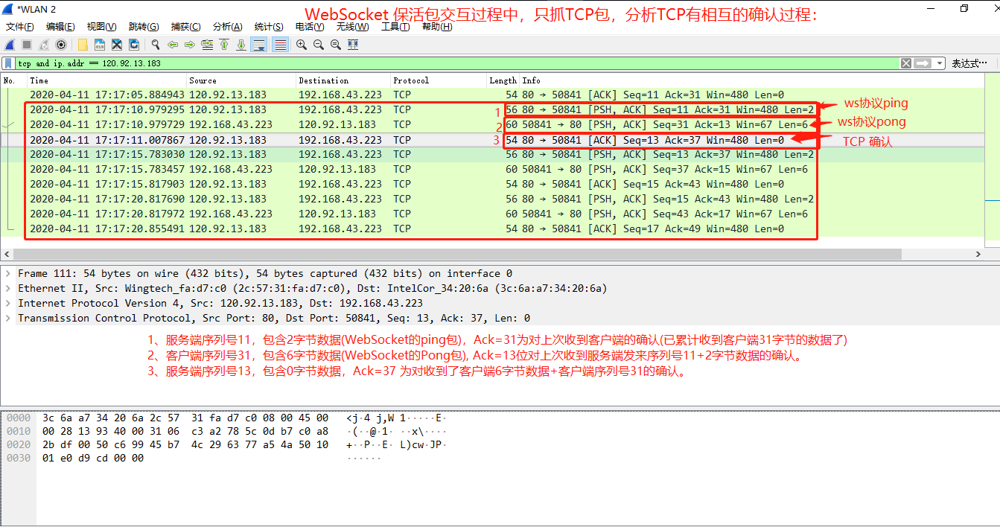 *WLAN 2
WebSocket 保活包交互过程中，只抓TCP包，分析TCP有相互的确认过程：
文件(F) 编辑(E) 视图(V) 跳转(G) 捕获(C) 分析(A) 统计(S) 电话(Y) 无线(W) 工具(T) 帮助(H)
tcp and ip.addr == 120.92.13.183 表达式…
No. Time Source Destination Protocol Length Info
2020-04-11 17:17:05.884943 120.92.13.183 192.168.43.223 TCP 54 80 → 50841 [ACK] Seq=11 Ack=31 Win=480 Len=0
2020-04-11 17:17:10.979295 120.92.13.183 192.168.43.223 TCP 1 56 80 → 50841 [PSH, ACK] Seq=11 Ack=31 Win=480 Len=2 ws协议ping
2020-04-11 17:17:10.979729 192.168.43.223 120.92.13.183 TCP 2 60 50841 → 80 [PSH, ACK] Seq=31 Ack=13 Win=67 Len=6 ws协议pong
2020-04-11 17:17:11.007867 120.92.13.183 192.168.43.223 TCP 3 54 80 → 50841 [ACK] Seq=13 Ack=37 Win=480 Len=0 TCP 确认
2020-04-11 17:17:15.783030 120.92.13.183 192.168.43.223 TCP 56 80 → 50841 [PSH, ACK] Seq=13 Ack=37 Win=480 Len=2
2020-04-11 17:17:15.783457 192.168.43.223 120.92.13.183 TCP 60 50841 → 80 [PSH, ACK] Seq=37 Ack=15 Win=67 Len=6
2020-04-11 17:17:15.817903 120.92.13.183 192.168.43.223 TCP 54 80 → 50841 [ACK] Seq=15 Ack=43 Win=480 Len=0
2020-04-11 17:17:20.817690 120.92.13.183 192.168.43.223 TCP 56 80 → 50841 [PSH, ACK] Seq=15 Ack=43 Win=480 Len=2
2020-04-11 17:17:20.817972 192.168.43.223 120.92.13.183 TCP 60 50841 → 80 [PSH, ACK] Seq=43 Ack=17 Win=67 Len=6
2020-04-11 17:17:20.855491 120.92.13.183 192.168.43.223 TCP 54 80 → 50841 [ACK] Seq=17 Ack=49 Win=480 Len=0
Frame 111: 54 bytes on wire (432 bits), 54 bytes captured (432 bits) on interface 0
Ethernet II, Src: Wingtech_fa:d7:c0 (2c:57:31:fa:d7:c0), Dst: IntelCor_34:20:6a (3c:6a:a7:34:20:6a)
Internet Protocol Version 4, Src: 120.92.13.183, Dst: 192.168.43.223
Transmission Control Protocol, Src Port: 80, Dst Port: 50841, Seq: 13, Ack: 37, Len: 0
1、服务端序列号11，包含2字节数据(WebSocket的ping包)，Ack=31为对上次收到客户端的确认(已累计收到客户端31字节的数据了)
2、客户端序列号31，包含6字节数据(WebSocket的Pong包), Ack=13位对上次收到服务端发来序列号11+2字节数据的确认。
3、服务端序列号13，包含0字节数据，Ack=37 为对收到了客户端6字节数据+客户端序列号31的确认。
0000 3c 6a a7 34 20 6a 2c 57 31 fa d7 c0 08 00 45 00 <j·4 j,W 1·····E·
0010 00 28 13 93 40 00 31 06 c3 a2 78 5c 0d b7 c0 a8 ·(··@·1· ··x\····
0020 2b df 00 50 c6 99 45 b7 4c 29 63 77 a5 4a 50 10 +··P··E· L)cw·JP·
0030 01 e0 d9 cd 00 00 ······